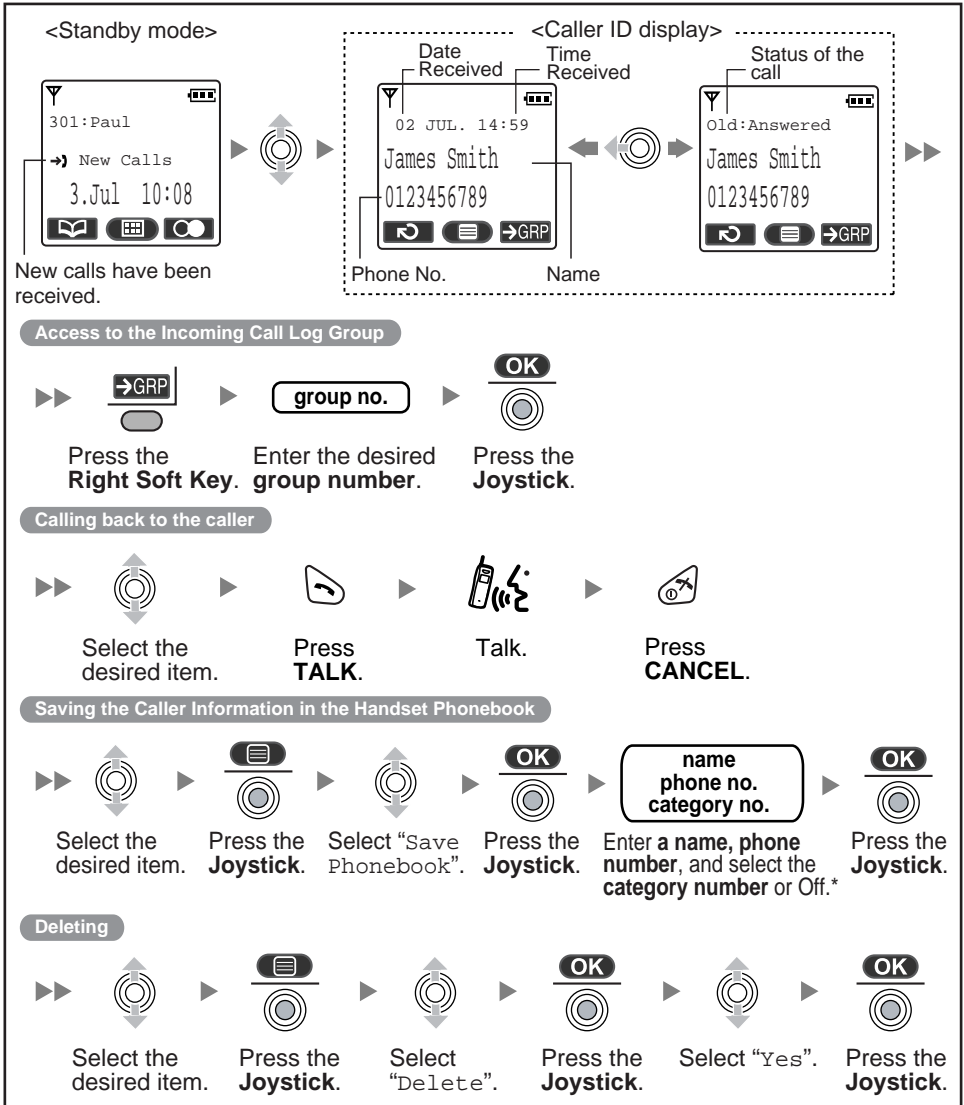 <Standby mode>
<Caller ID display>
Date
Received
Time
Received
Status of the
call
301:Paul
New Calls
3.Jul 10:08
02 JUL. 14:59
James Smith
0123456789
GRP
Old:Answered
James Smith
0123456789
GRP
New calls have been
received.
Phone No.
Name
Access to the Incoming Call Log Group
GRP
group no.
OK
Press the
Right Soft Key.
Enter the desired
group number.
Press the
Joystick.
Calling back to the caller
Select the
desired item.
Press
TALK.
Talk.
Press
CANCEL.
Saving the Caller Information in the Handset Phonebook
OK
name
phone no.
category no.
OK
Select the
desired item.
Press the
Joystick.
Select “Save
Phonebook”.
Press the
Joystick.
Enter a name, phone
number, and select the
category number or Off.*
Press the
Joystick.
Deleting
OK
OK
Select the
desired item.
Press the
Joystick.
Select
“Delete”.
Press the
Joystick.
Select “Yes”.
Press the
Joystick.